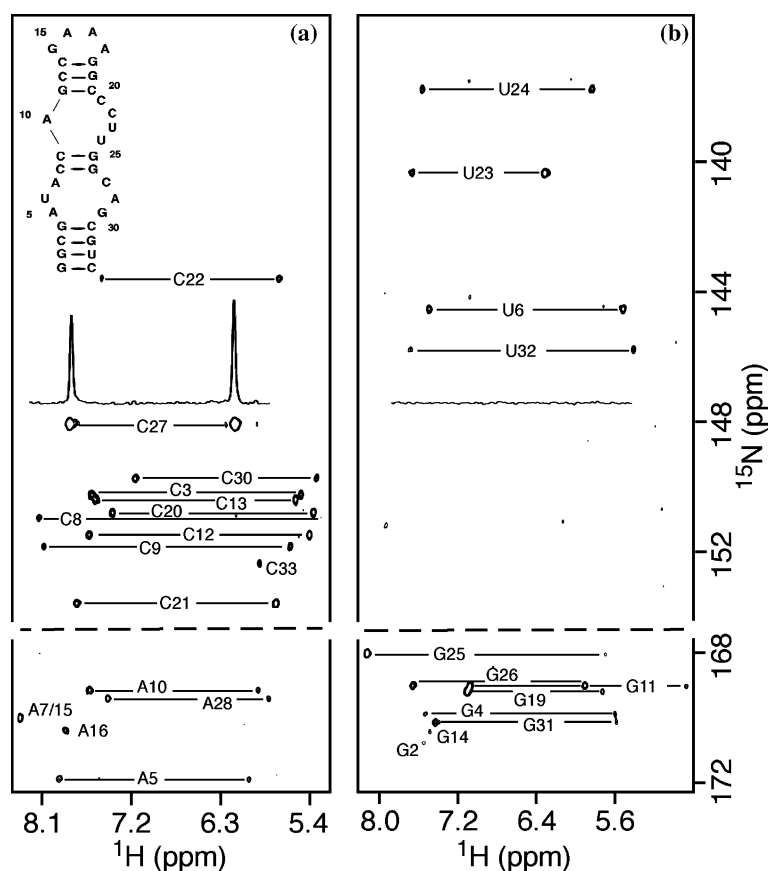 (a)
15 A A
G A
C G
C G
G C 20
C
A 10
C
U
U
C G 25
C G
A C
U A
A 5 G
G C 30
C G
G U
G C
C22
C27
C30
C3
C13
C20
C8
C12
C9
C33
C21
A10
A28
A7/15
A16
A5
8.1 7.2 6.3 5.4
1H (ppm)
(b)
U24
U23
U6
U32
G25
G26
G11
G19
G4
G31
G14
G2
8.0 7.2 6.4 5.6
1H (ppm)
140
144
148
152
168
172
15N (ppm)